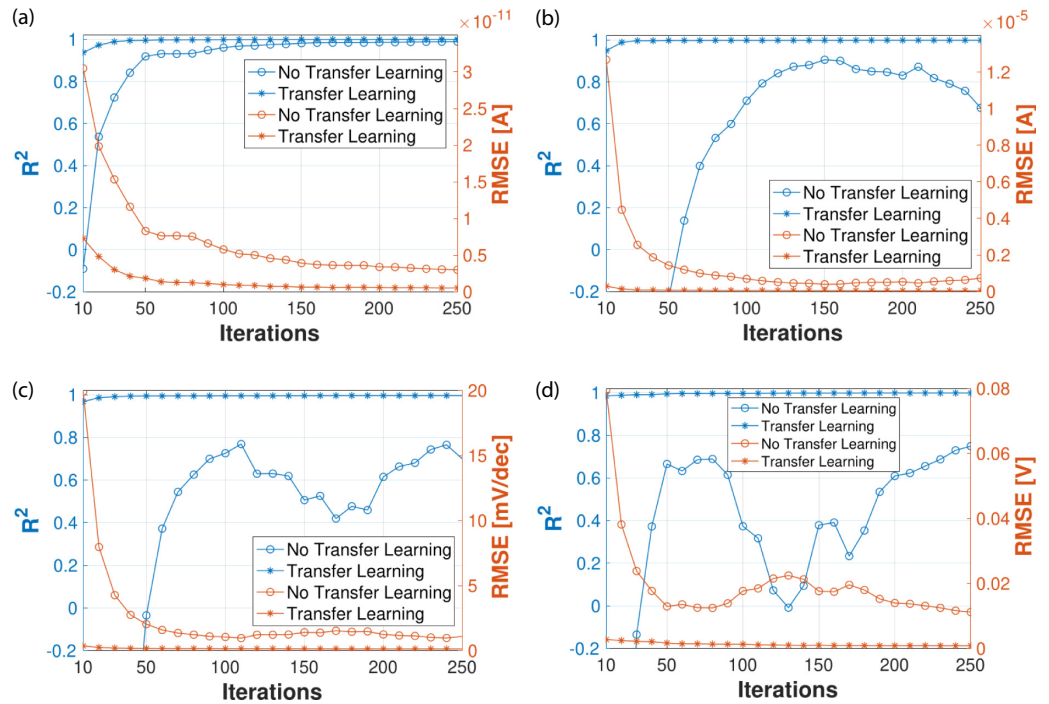 (a)
× 10⁻¹¹
1
0.8
0.6
0.4
0.2
0
-0.2
R²
3
2
1
0.5
0
RMSE [A]
No Transfer Learning
Transfer Learning
No Transfer Learning
Transfer Learning
10 50 100 150 200 250
Iterations
(b)
× 10⁻⁵
1
0.8
0.6
0.4
0.2
0
-0.2
R²
1.2
1
0.5
0.4
0.2
0
RMSE [A]
No Transfer Learning
Transfer Learning
No Transfer Learning
Transfer Learning
10 50 100 150 200 250
Iterations
(c)
1
0.8
0.6
0.4
0.2
0
-0.2
R²
20
15
10
5
0
RMSE [mV/dec]
No Transfer Learning
Transfer Learning
No Transfer Learning
Transfer Learning
10 50 100 150 200 250
Iterations
(d)
1
0.8
0.6
0.4
0.2
0
-0.2
R²
0.08
0.06
0.04
0.02
0
RMSE [V]
No Transfer Learning
Transfer Learning
No Transfer Learning
Transfer Learning
10 50 100 150 200 250
Iterations